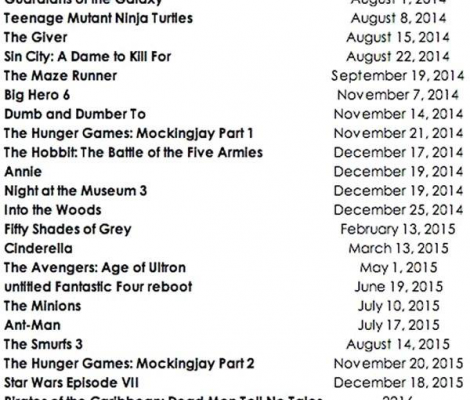 Guardians of the Galaxy August 1, 2014
Teenage Mutant Ninja Turtles August 8, 2014
The Giver August 15, 2014
Sin City: A Dame to Kill For August 22, 2014
The Maze Runner September 19, 2014
Big Hero 6 November 7, 2014
Dumb and Dumber To November 14, 2014
The Hunger Games: Mockingjay Part 1 November 21, 2014
The Hobbit: The Battle of the Five Armies December 17, 2014
Annie December 19, 2014
Night at the Museum 3 December 19, 2014
Into the Woods December 25, 2014
Fifty Shades of Grey February 13, 2015
Cinderella March 13, 2015
The Avengers: Age of Ultron May 1, 2015
untitled Fantastic Four reboot June 19, 2015
The Minions July 10, 2015
Ant-Man July 17, 2015
The Smurfs 3 August 14, 2015
The Hunger Games: Mockingjay Part 2 November 20, 2015
Star Wars Episode VII December 18, 2015
Pirates of the Caribbean: Dead Men Tell No Tales 2016